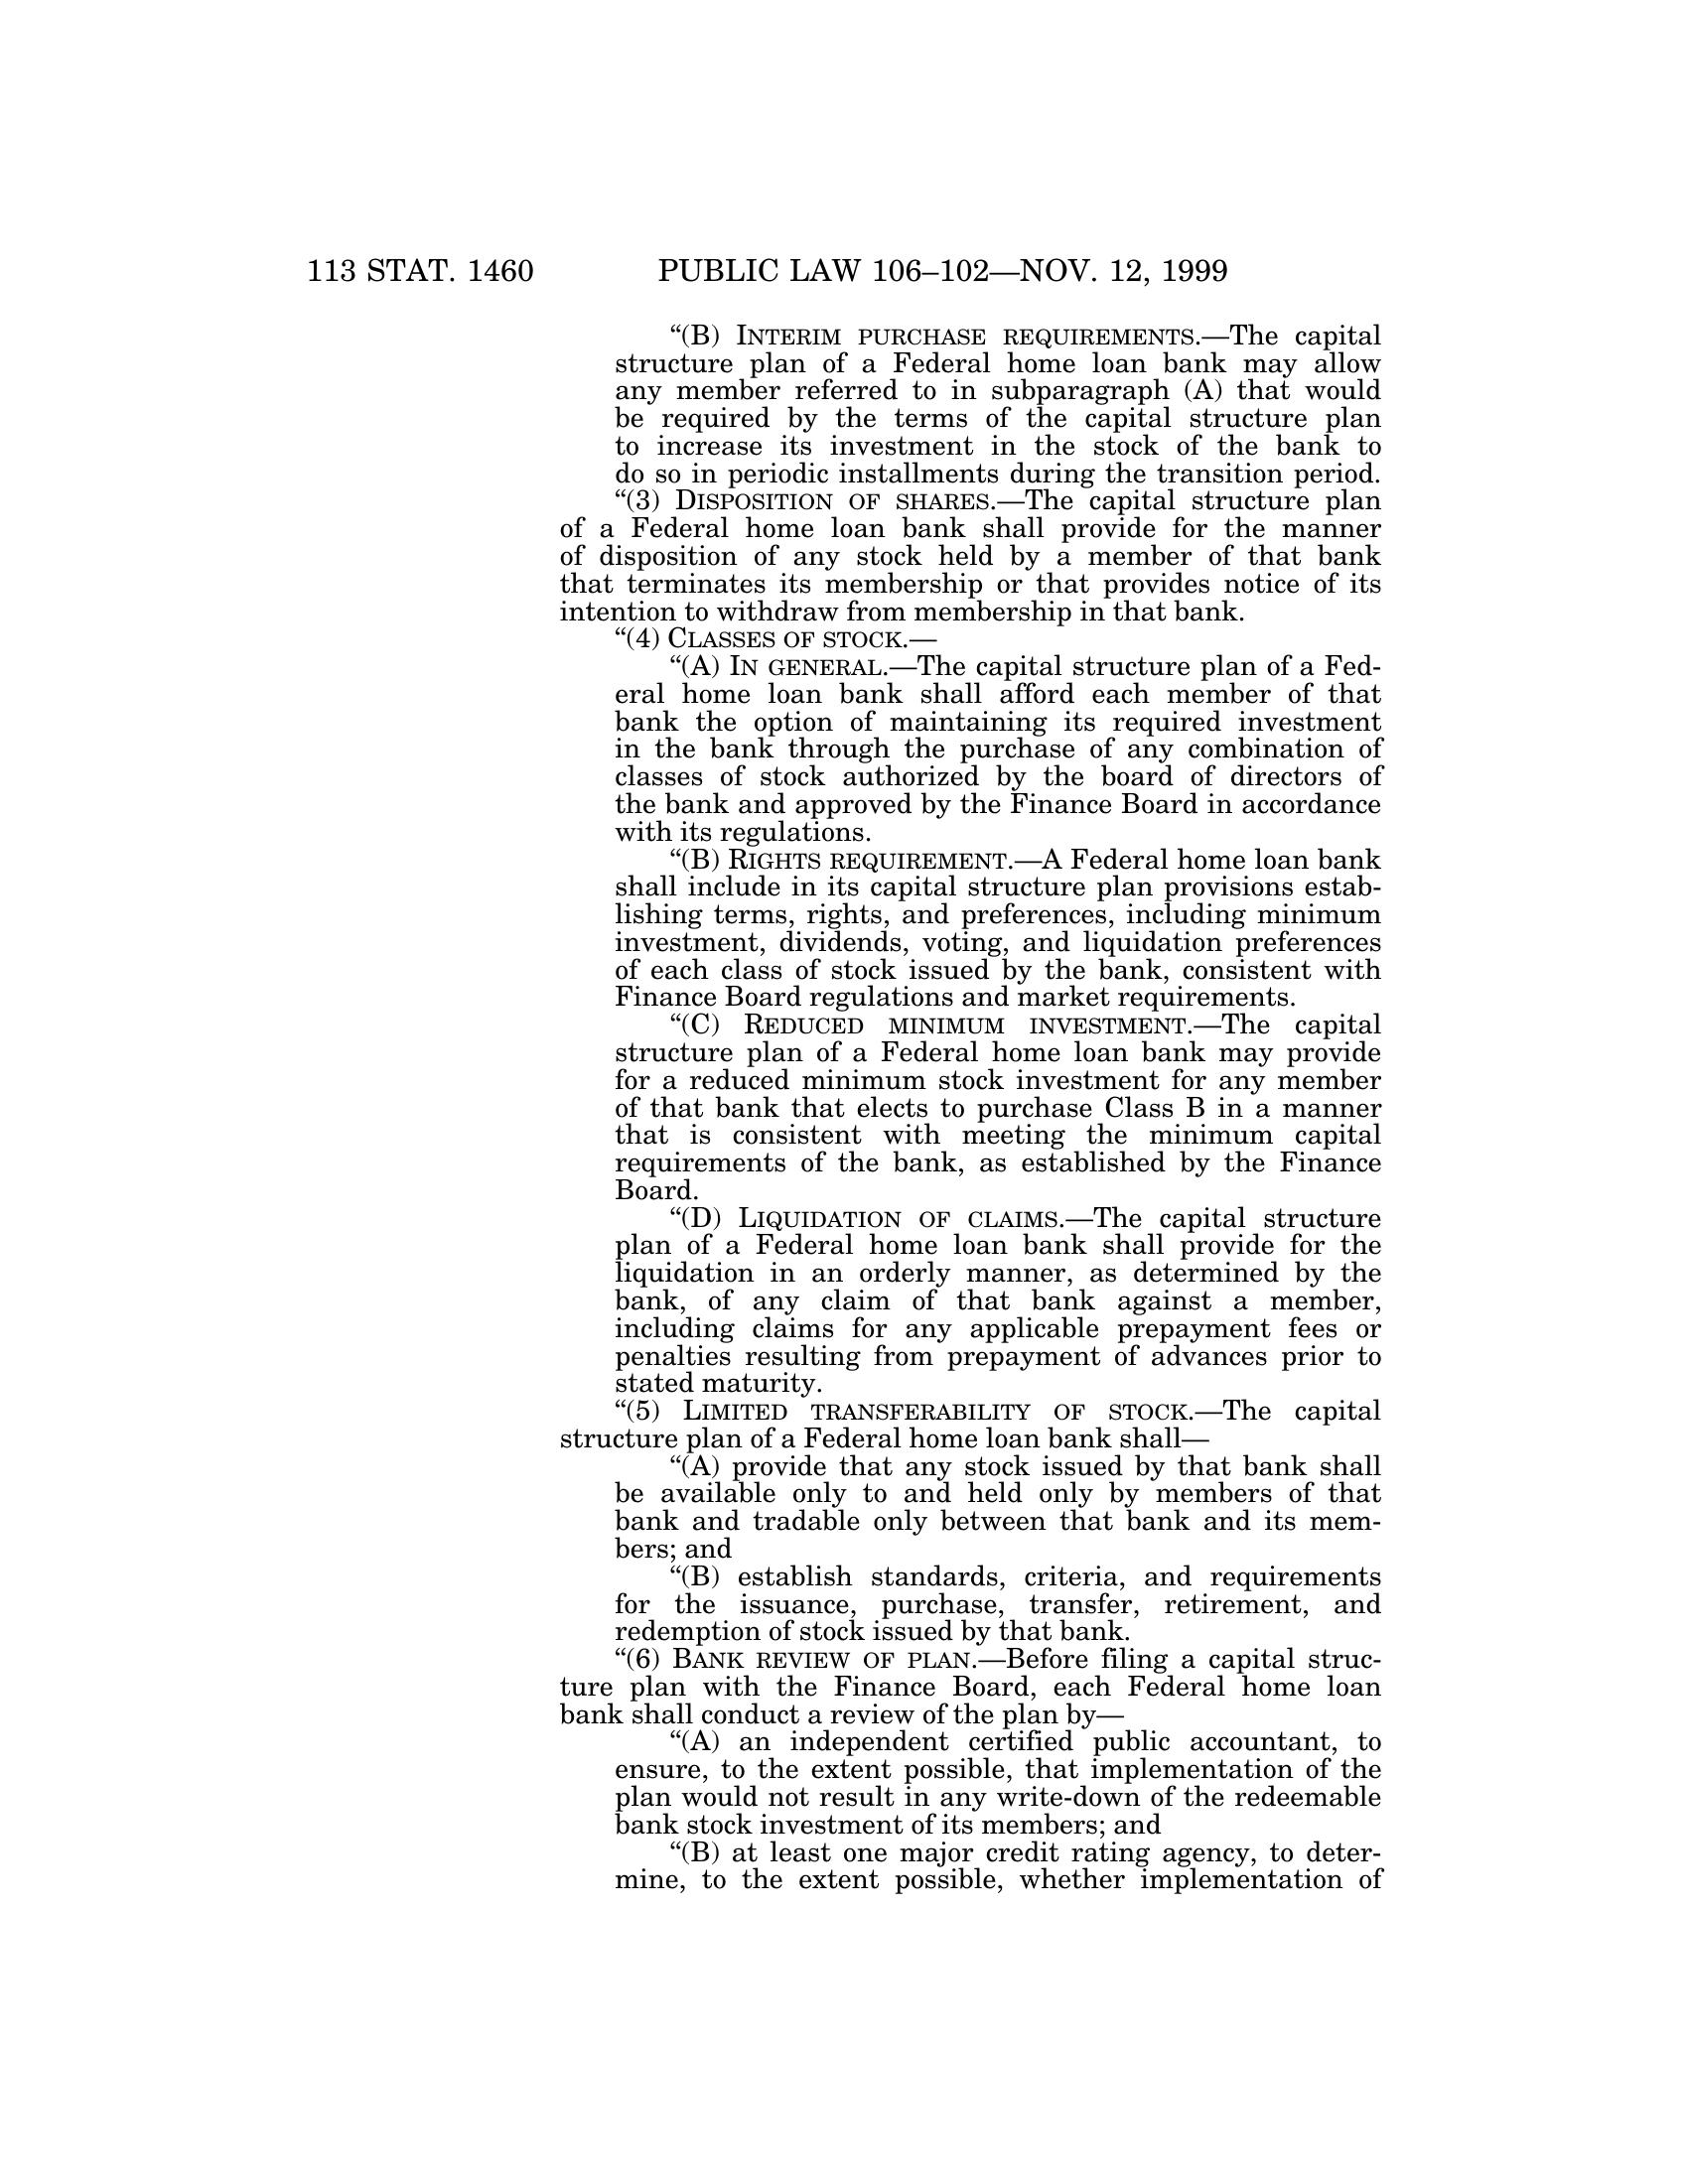 113 STAT. 1460 PUBLIC LAW 106–102—NOV. 12, 1999
“(B) INTERIM PURCHASE REQUIREMENTS.—The capital
structure plan of a Federal home loan bank may allow
any member referred to in subparagraph (A) that would
be required by the terms of the capital structure plan
to increase its investment in the stock of the bank to
do so in periodic installments during the transition period.
“(3) DISPOSITION OF SHARES.—The capital structure plan
of a Federal home loan bank shall provide for the manner
of disposition of any stock held by a member of that bank
that terminates its membership or that provides notice of its
intention to withdraw from membership in that bank.
“(4) CLASSES OF STOCK.—
“(A) IN GENERAL.—The capital structure plan of a Fed-
eral home loan bank shall afford each member of that
bank the option of maintaining its required investment
in the bank through the purchase of any combination of
classes of stock authorized by the board of directors of
the bank and approved by the Finance Board in accordance
with its regulations.
“(B) RIGHTS REQUIREMENT.—A Federal home loan bank
shall include in its capital structure plan provisions estab-
lishing terms, rights, and preferences, including minimum
investment, dividends, voting, and liquidation preferences
of each class of stock issued by the bank, consistent with
Finance Board regulations and market requirements.
“(C) REDUCED MINIMUM INVESTMENT.—The capital
structure plan of a Federal home loan bank may provide
for a reduced minimum stock investment for any member
of that bank that elects to purchase Class B in a manner
that is consistent with meeting the minimum capital
requirements of the bank, as established by the Finance
Board.
“(D) LIQUIDATION OF CLAIMS.—The capital structure
plan of a Federal home loan bank shall provide for the
liquidation in an orderly manner, as determined by the
bank, of any claim of that bank against a member,
including claims for any applicable prepayment fees or
penalties resulting from prepayment of advances prior to
stated maturity.
“(5) LIMITED TRANSFERABILITY OF STOCK.—The capital
structure plan of a Federal home loan bank shall—
“(A) provide that any stock issued by that bank shall
be available only to and held only by members of that
bank and tradable only between that bank and its mem-
bers; and
“(B) establish standards, criteria, and requirements
for the issuance, purchase, transfer, retirement, and
redemption of stock issued by that bank.
“(6) BANK REVIEW OF PLAN.—Before filing a capital struc-
ture plan with the Finance Board, each Federal home loan
bank shall conduct a review of the plan by—
“(A) an independent certified public accountant, to
ensure, to the extent possible, that implementation of the
plan would not result in any write-down of the redeemable
bank stock investment of its members; and
“(B) at least one major credit rating agency, to deter-
mine, to the extent possible, whether implementation of